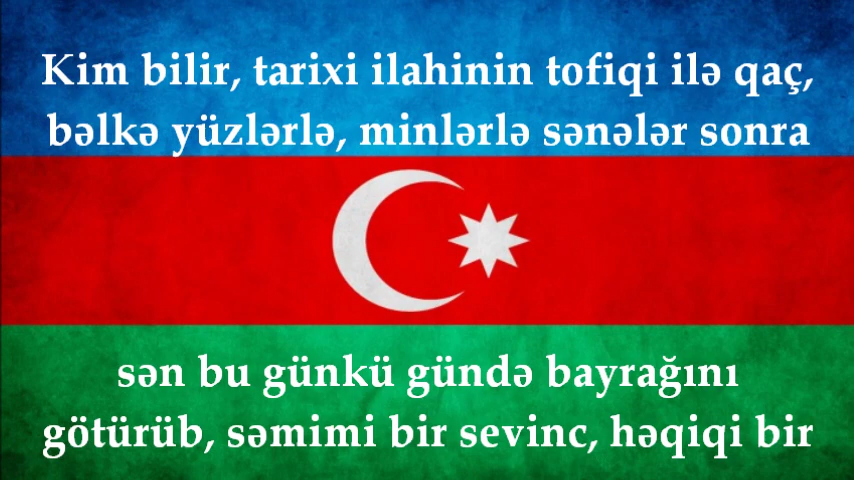 Kim bilir, tarixi ilahinin tofiqi ilə qaç,
bəlkə yüzlərlə, minlərlə sənələr sonra
sən bu günkü gündə bayrağını
götürüb, səmimi bir sevinc, həqiqi bir